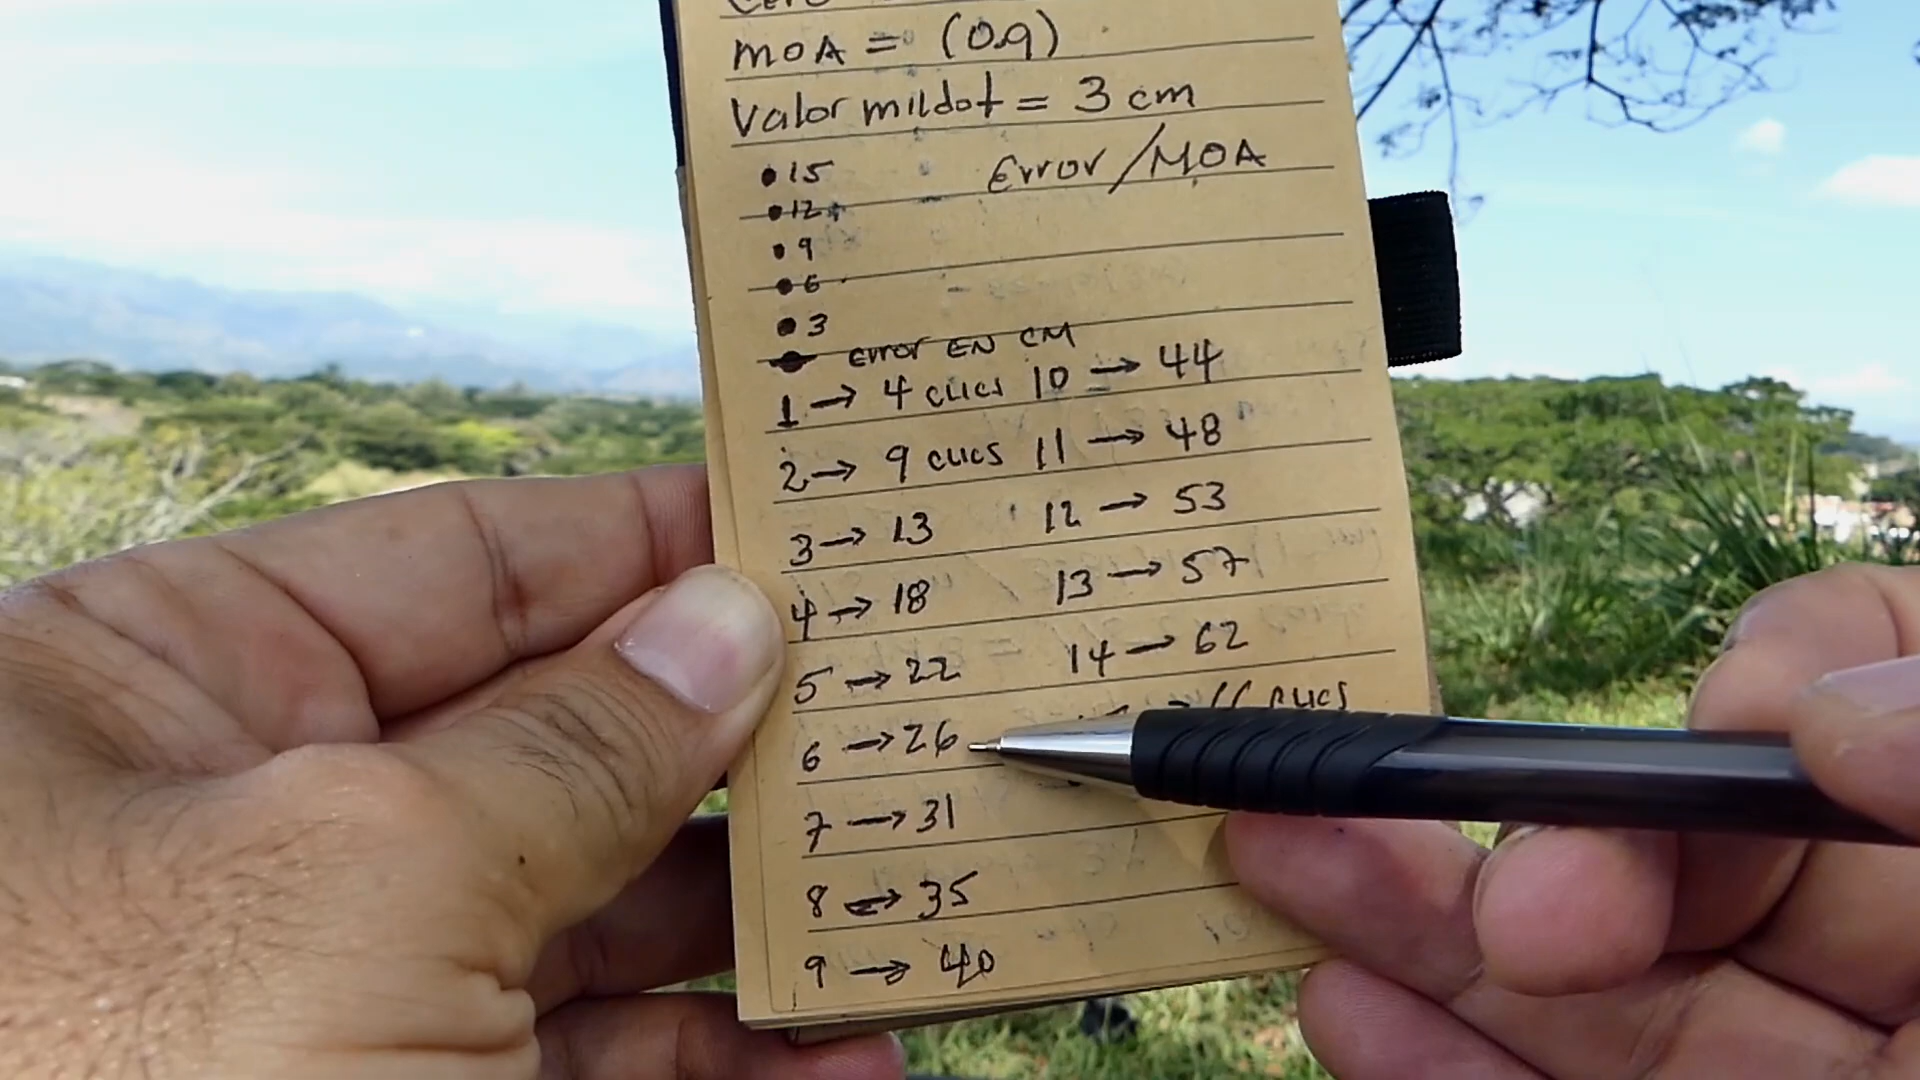 MOA = (0.9)
Valor mildot = 3 cm
• 15 Error/MOA
• 12
• 9
• 6
• 3
Error EN CM
1 → 4 clics 10 → 44
2 → 9 clics 11 → 48
3 → 13 12 → 53
4 → 18 13 → 57
5 → 22 14 → 62
6 → 26 → 66 clics
7 → 31
8 → 35
9 → 40